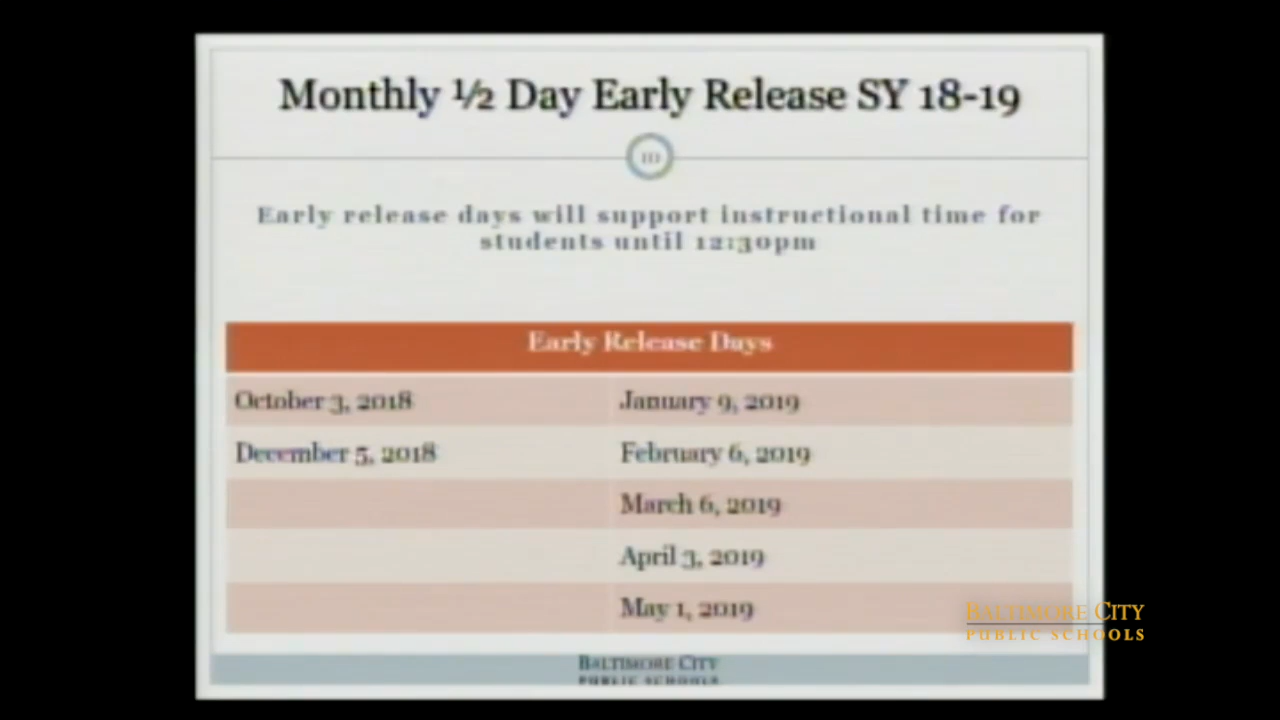 Monthly ½ Day Early Release SY 18-19
10
Early release days will support instructional time for
students until 12:30pm
Early Release Days
October 3, 2018 January 9, 2019
December 5, 2018 February 6, 2019
March 6, 2019
April 3, 2019
May 1, 2019
BALTIMORE CITY
PUBLIC SCHOOLS
BALTIMORE CITY
PUBLIC SCHOOLS